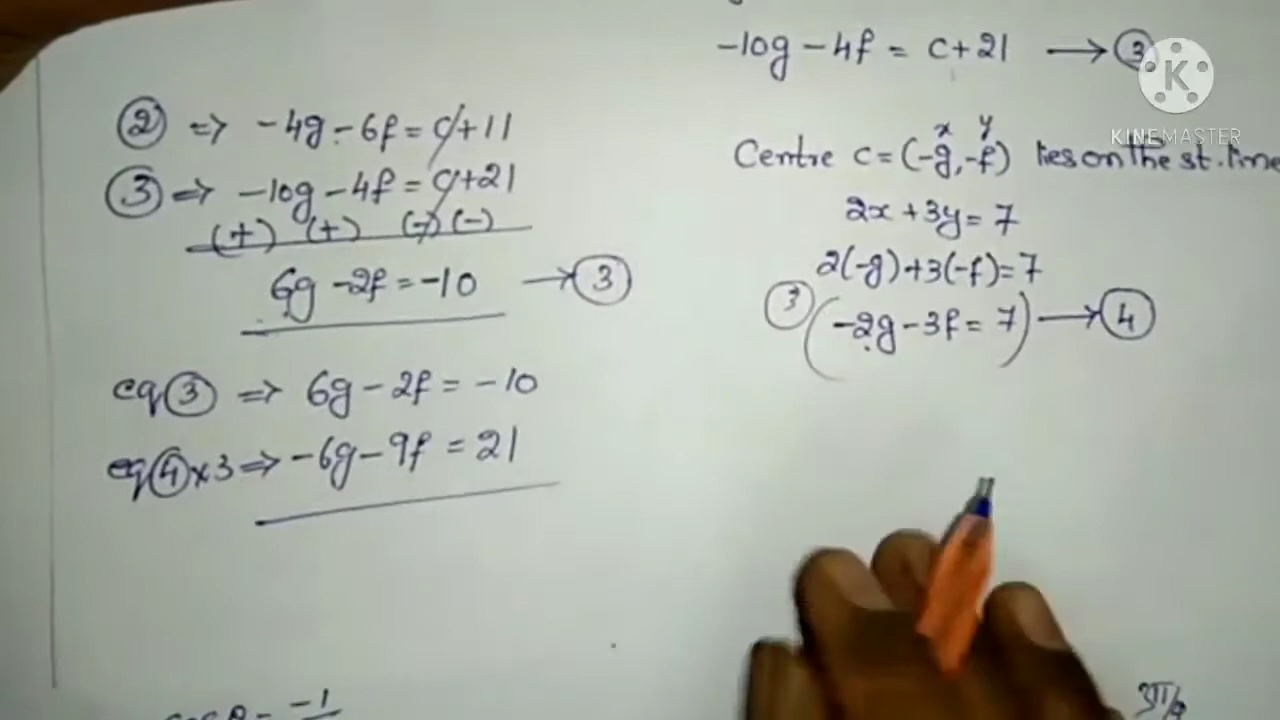 -10g - 4f = c + 21 → ③
KINEMASTER
② => -4g - 6f = c + 11
③ => -10g - 4f = c + 21
(+) (+) (-) (-)
6g - 2f = -10 → ③
eq ③ => 6g - 2f = -10
eq ④ x 3 => -6g - 9f = 21
x y
Centre c = (-g, -f) lies on the st. line
2x + 3y = 7
2(-g) + 3(-f) = 7
③ (-2g - 3f = 7) → ④
-1